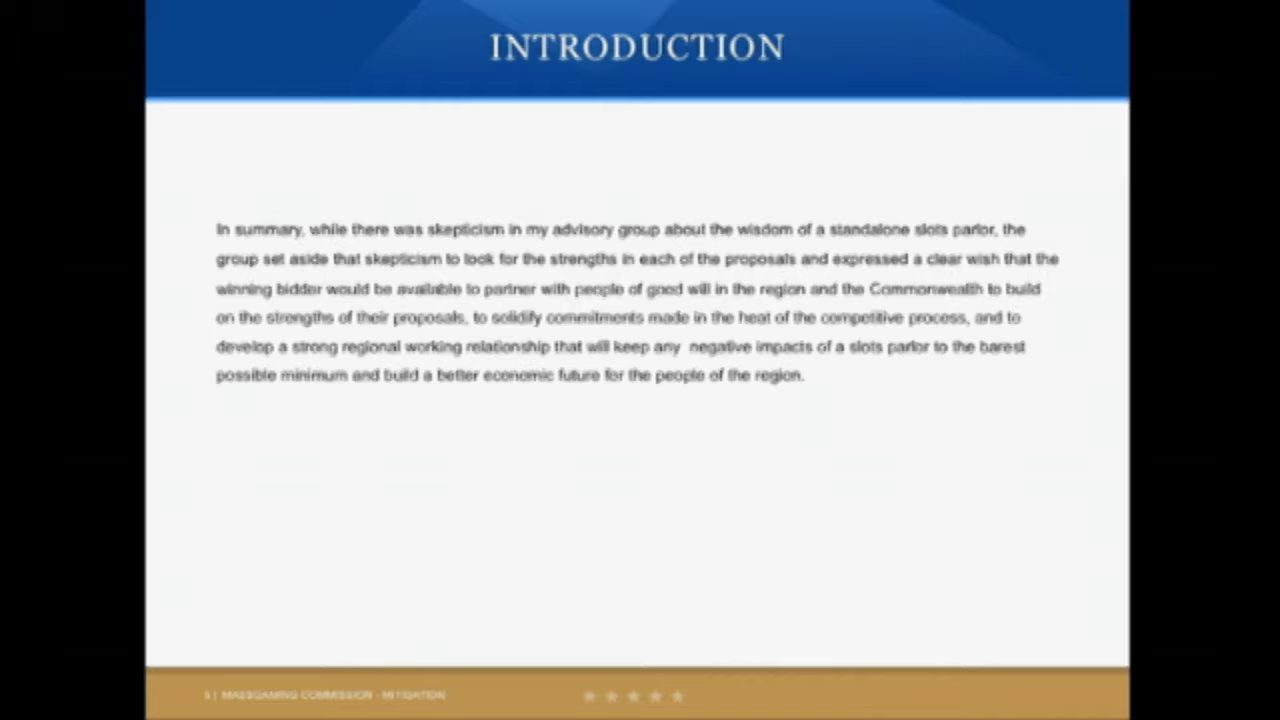 INTRODUCTION
In summary, while there was skepticism in my advisory group about the wisdom of a standalone slots parlor, the
group set aside that skepticism to look for the strengths in each of the proposals and expressed a clear wish that the
winning bidder would be available to partner with people of good will in the region and the Commonwealth to build
on the strengths of their proposals, to solidify commitments made in the heat of the competitive process, and to
develop a strong regional working relationship that will keep any negative impacts of a slots parlor to the barest
possible minimum and build a better economic future for the people of the region.
5 | MASSGAMING COMMISSION - MITIGATION